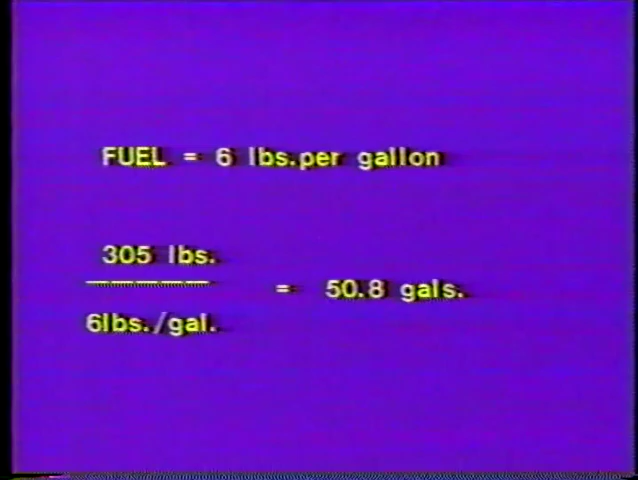 FUEL = 6 lbs.per gallon
305 lbs.
= 50.8 gals.
6lbs./gal.